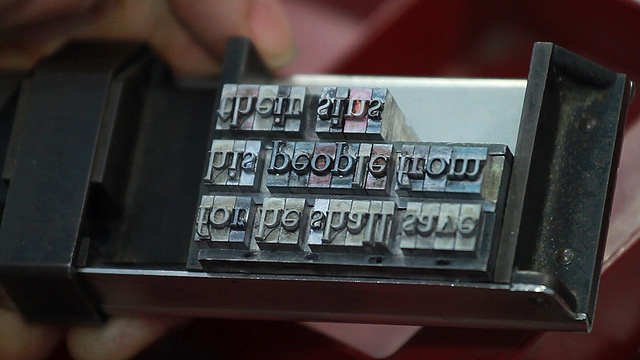 for he shall save
his people from
their sins